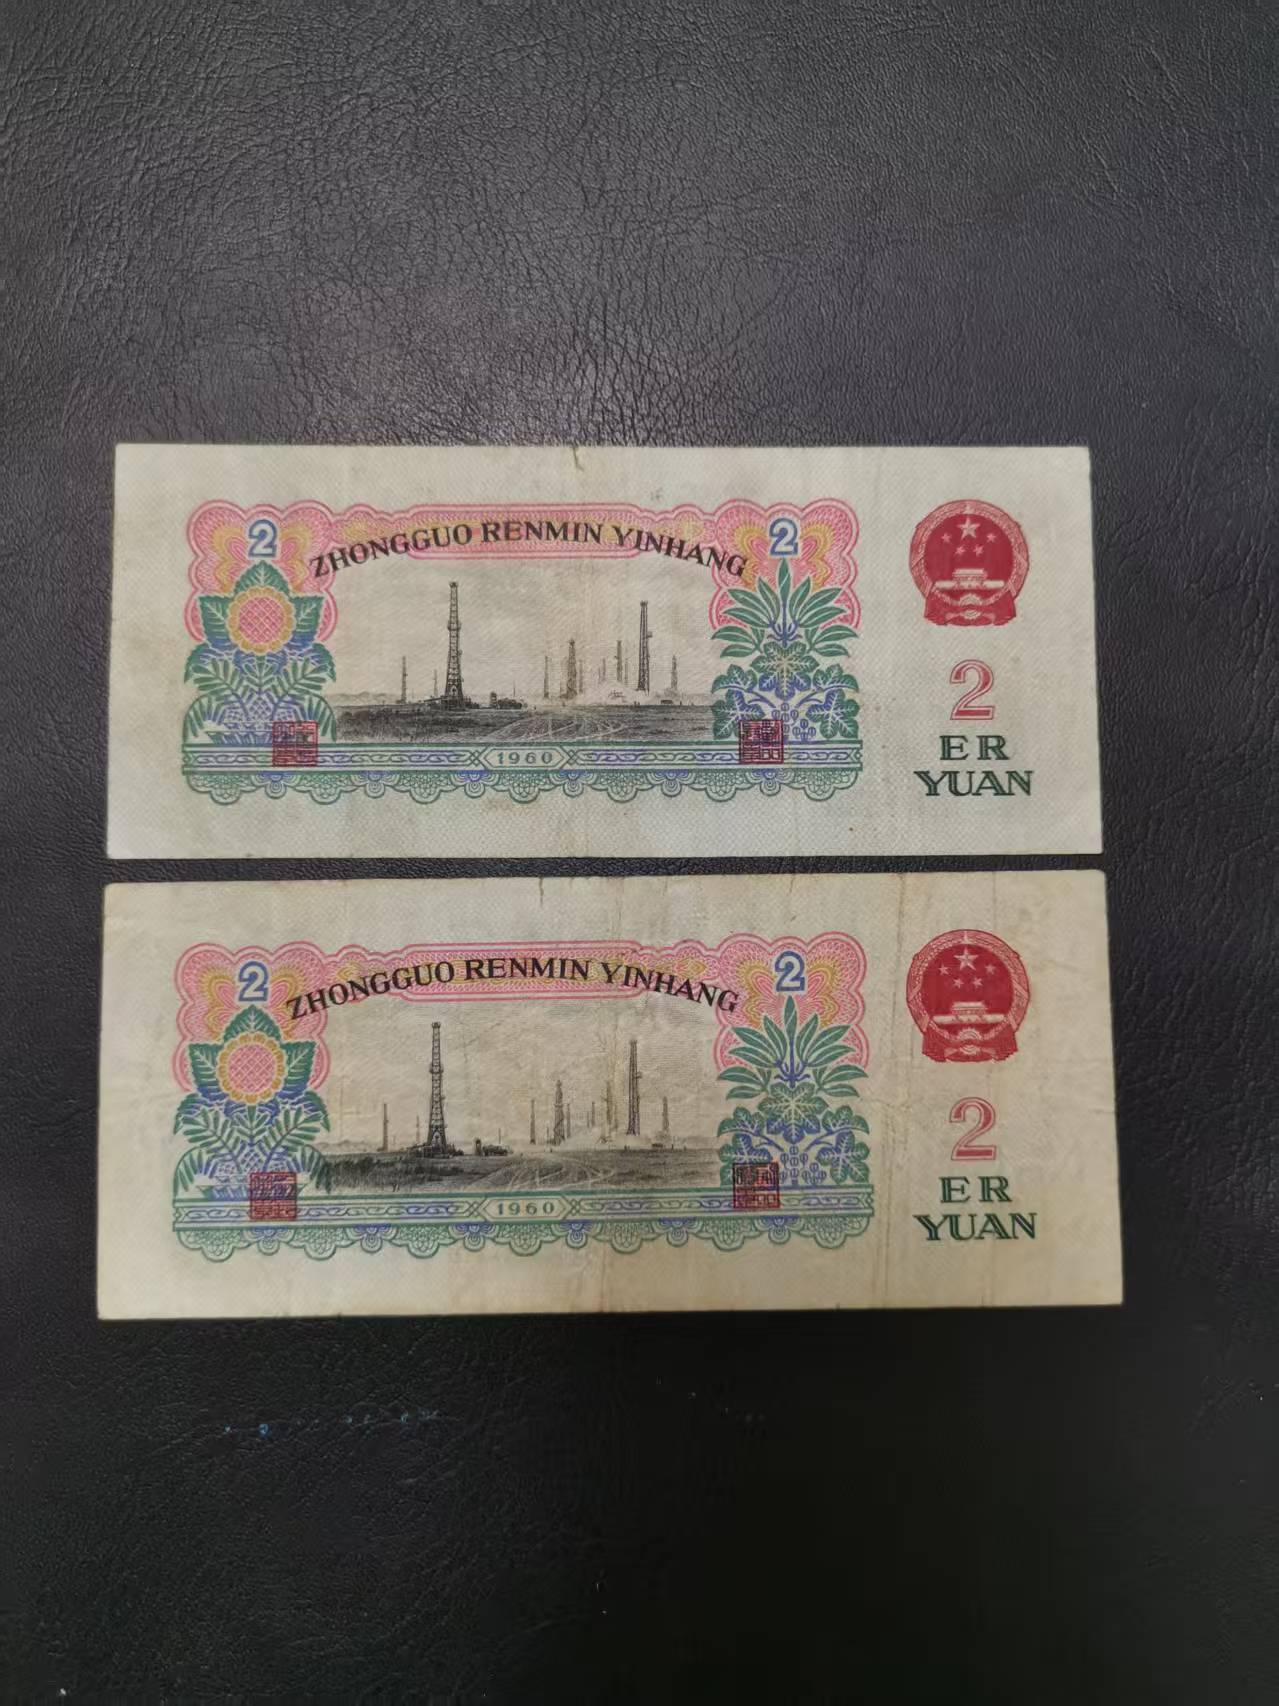 2 2
ZHONGGUO RENMIN YINHANG
1960
2
ER
YUAN
2 2
ZHONGGUO RENMIN YINHANG
1960
2
ER
YUAN